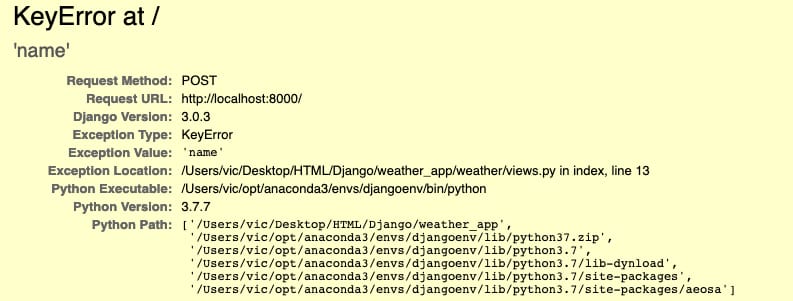 KeyError at /
'name'
Request Method: POST
Request URL: http://localhost:8000/
Django Version: 3.0.3
Exception Type: KeyError
Exception Value: 'name'
Exception Location: /Users/vic/Desktop/HTML/Django/weather_app/weather/views.py in index, line 13
Python Executable: /Users/vic/opt/anaconda3/envs/djangoenv/bin/python
Python Version: 3.7.7
Python Path: ['/Users/vic/Desktop/HTML/Django/weather_app',
'/Users/vic/opt/anaconda3/envs/djangoenv/lib/python37.zip',
'/Users/vic/opt/anaconda3/envs/djangoenv/lib/python3.7',
'/Users/vic/opt/anaconda3/envs/djangoenv/lib/python3.7/lib-dynload',
'/Users/vic/opt/anaconda3/envs/djangoenv/lib/python3.7/site-packages',
'/Users/vic/opt/anaconda3/envs/djangoenv/lib/python3.7/site-packages/aeosa']